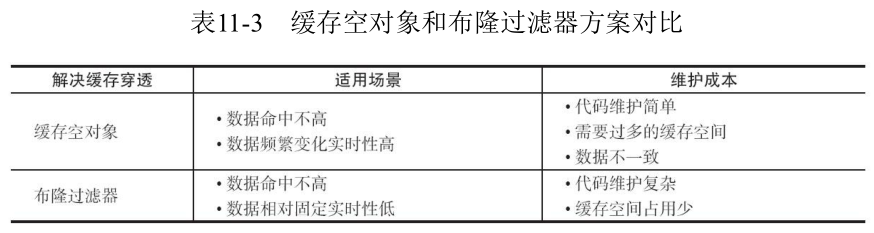 表11-3 缓存空对象和布隆过滤器方案对比
解决缓存穿透 适用场景 维护成本
缓存空对象
• 数据命中不高
• 数据频繁变化实时性高
• 代码维护简单
• 需要过多的缓存空间
• 数据不一致
布隆过滤器
• 数据命中不高
• 数据相对固定实时性低
• 代码维护复杂
• 缓存空间占用少